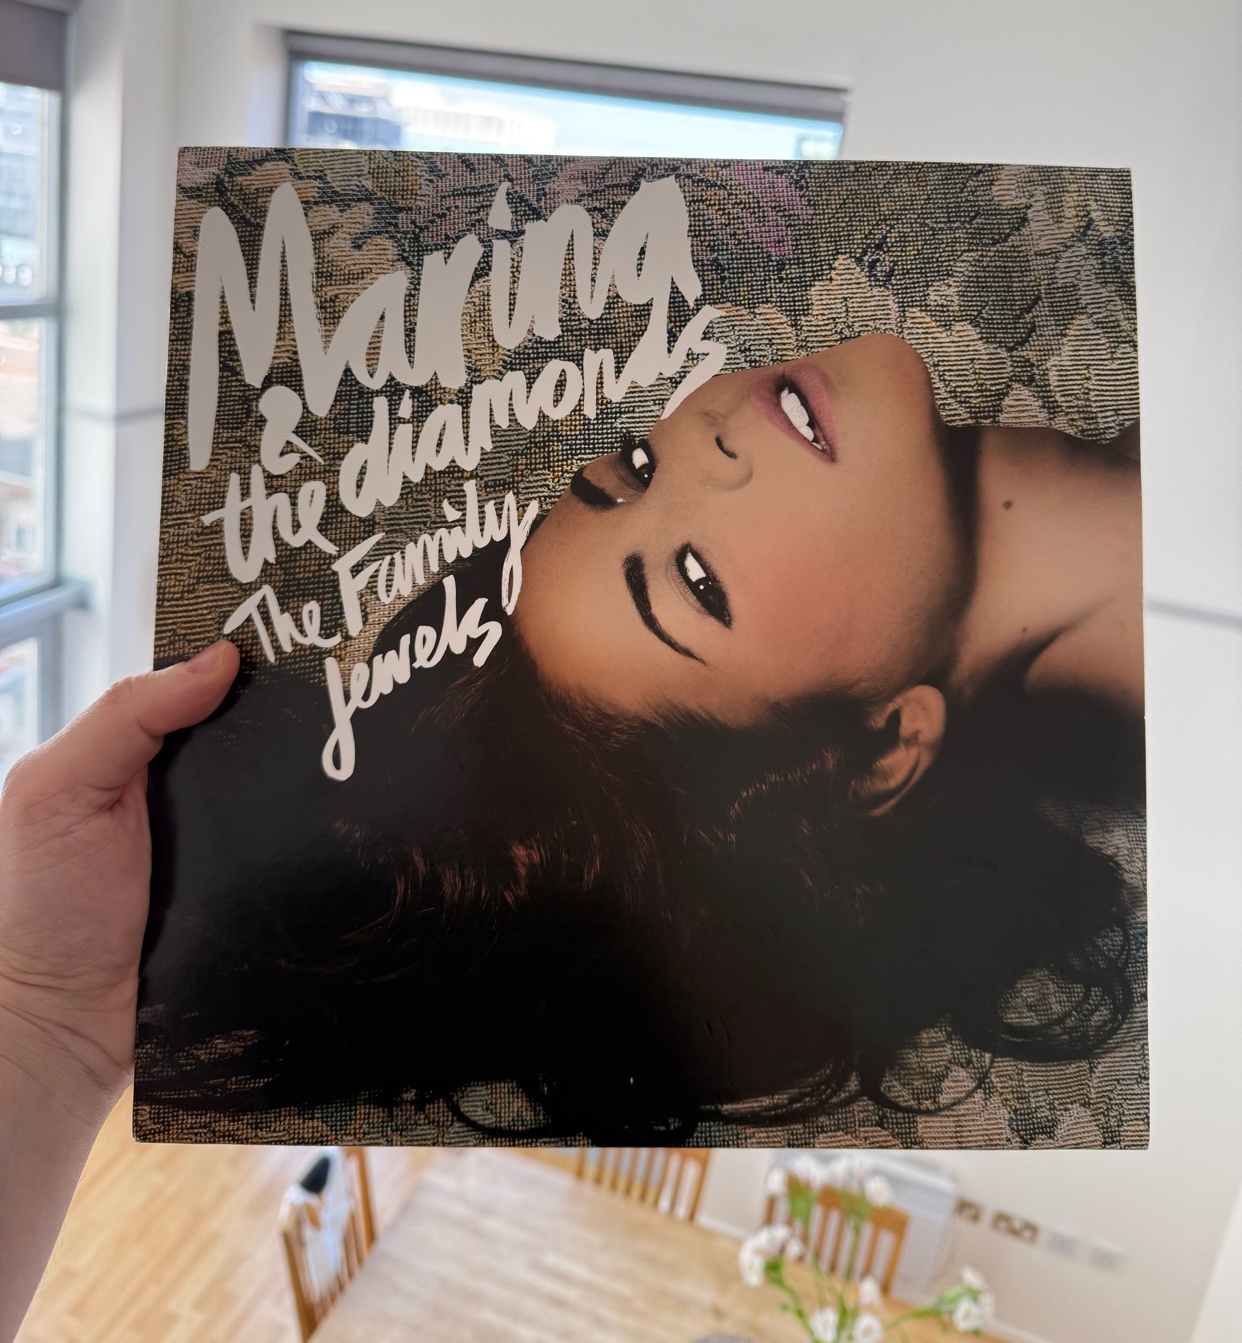 Marina
& the diamonds
The Family
Jewels